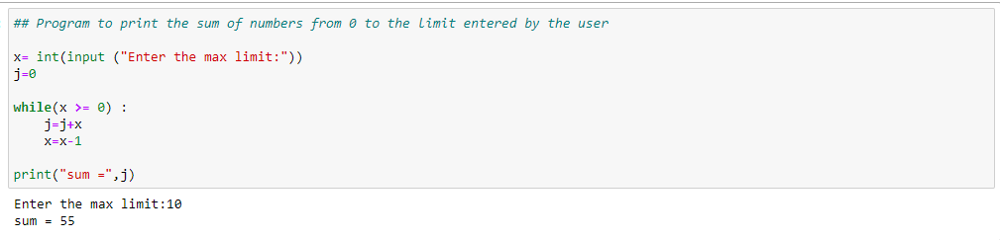 ## Program to print the sum of numbers from 0 to the limit entered by the user
x= int(input ("Enter the max limit:"))
j=0
while(x >= 0) :
    j=j+x
    x=x-1
print("sum =",j)
Enter the max limit:10
sum = 55